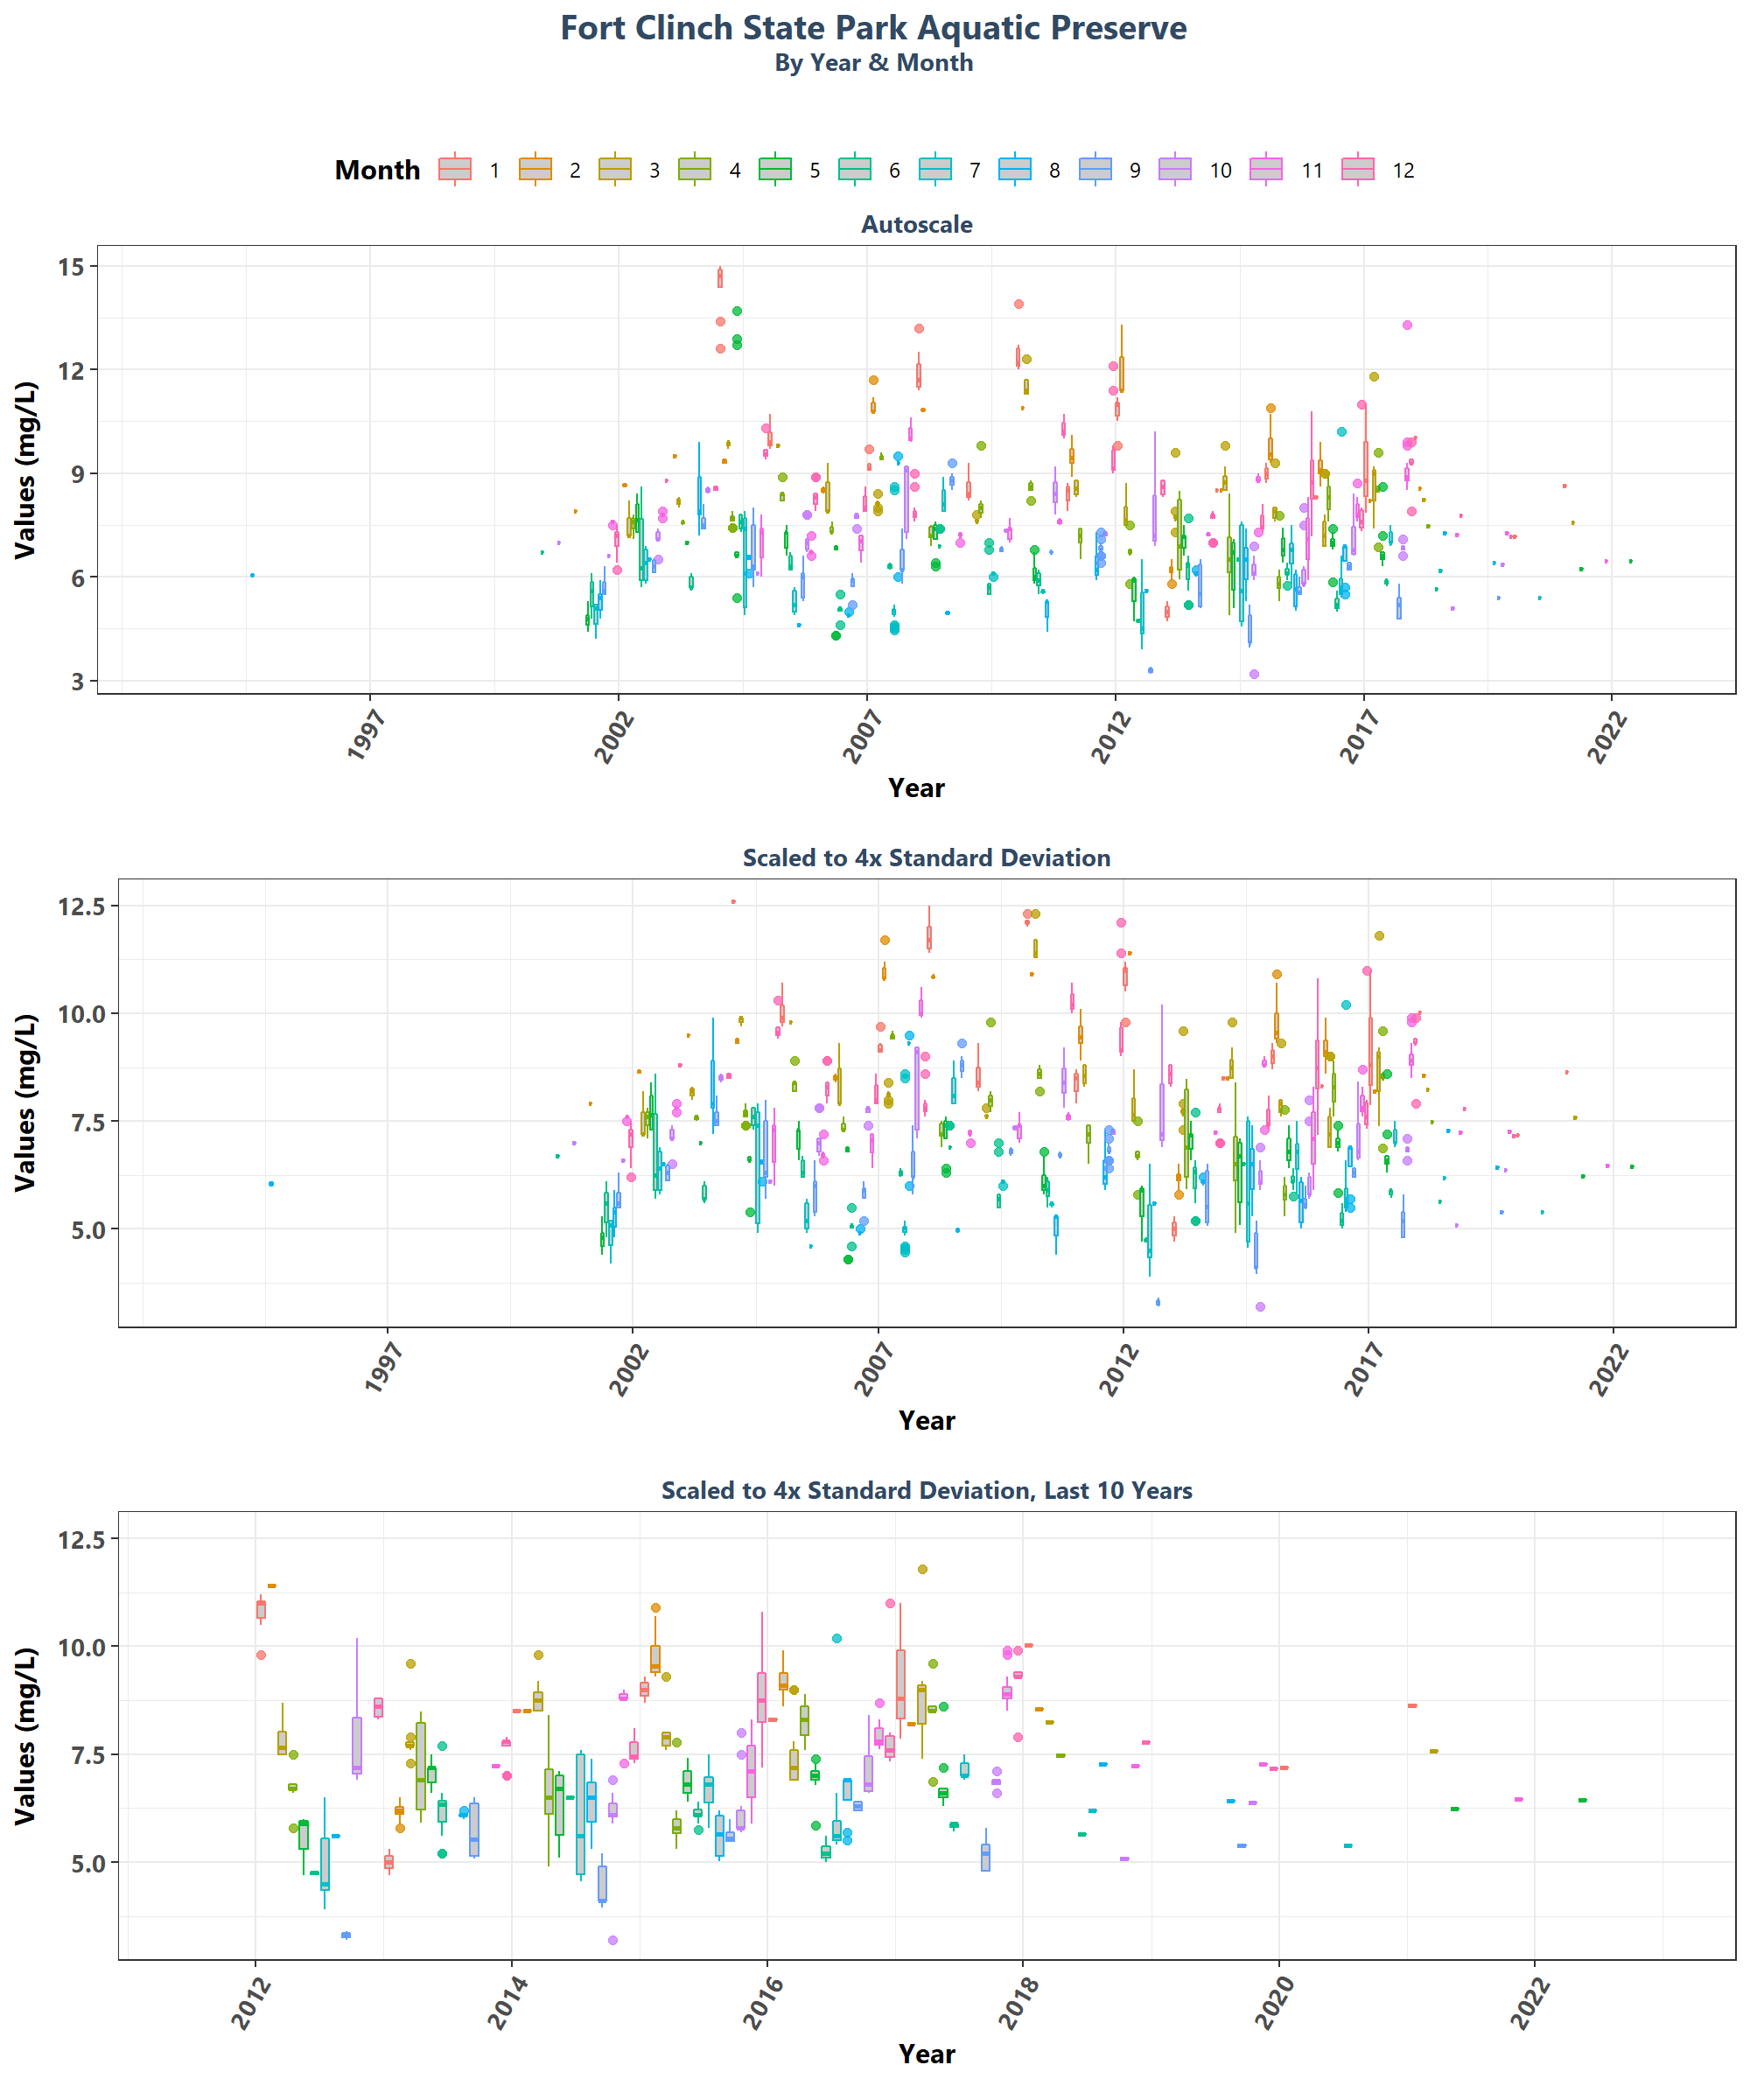 Fort Clinch State Park Aquatic Preserve
By Year & Month
Month 1 2 3 4 5 6 7 8 9 10 11 12
Autoscale
Values (mg/L)
15
12
9
6
3
1997 2002 2007 2012 2017 2022
Year
Scaled to 4x Standard Deviation
Values (mg/L)
12.5
10.0
7.5
5.0
1997 2002 2007 2012 2017 2022
Year
Scaled to 4x Standard Deviation, Last 10 Years
Values (mg/L)
12.5
10.0
7.5
5.0
2012 2014 2016 2018 2020 2022
Year